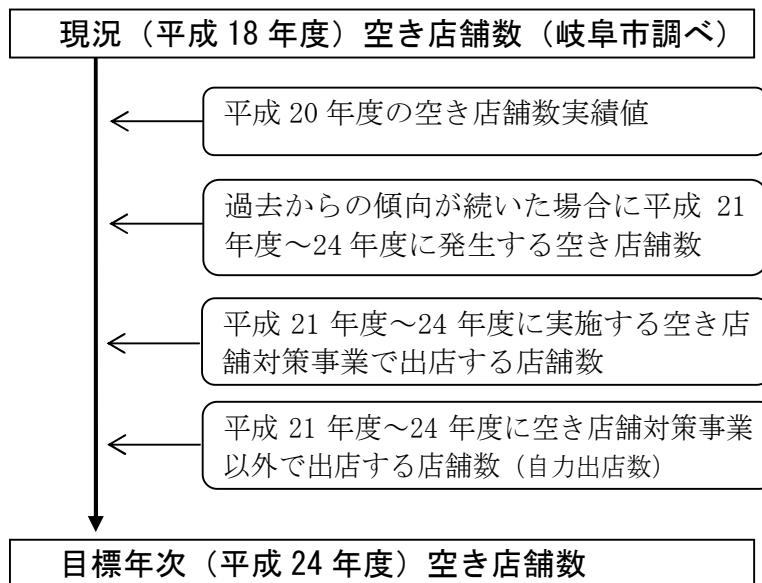 現況（平成 18 年度）空き店舗数（岐阜市調べ）
平成 20 年度の空き店舗数実績値
過去からの傾向が続いた場合に平成 21
年度～24 年度に発生する空き店舗数
平成 21 年度～24 年度に実施する空き店
舗対策事業で出店する店舗数
平成 21 年度～24 年度に空き店舗対策事業
以外で出店する店舗数（自力出店数）
目標年次（平成 24 年度）空き店舗数